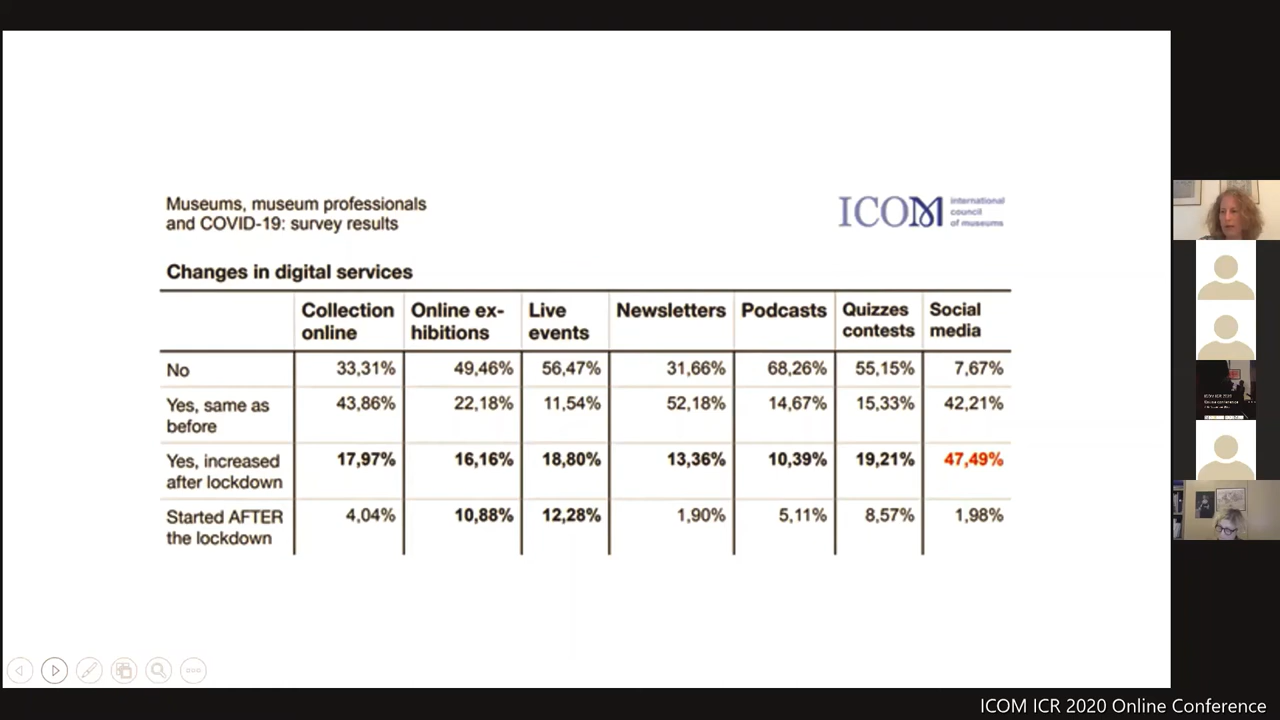 Museums, museum professionals
and COVID-19: survey results
ICOM international
council
of museums
Changes in digital services
Collection online Online ex-hibitions Live events Newsletters Podcasts Quizzes contests Social media
No 33,31% 49,46% 56,47% 31,66% 68,26% 55,15% 7,67%
Yes, same as before 43,86% 22,18% 11,54% 52,18% 14,67% 15,33% 42,21%
Yes, increased after lockdown 17,97% 16,16% 18,80% 13,36% 10,39% 19,21% 47,49%
Started AFTER the lockdown 4,04% 10,88% 12,28% 1,90% 5,11% 8,57% 1,98%
ICOM ICR 2020 Online Conference